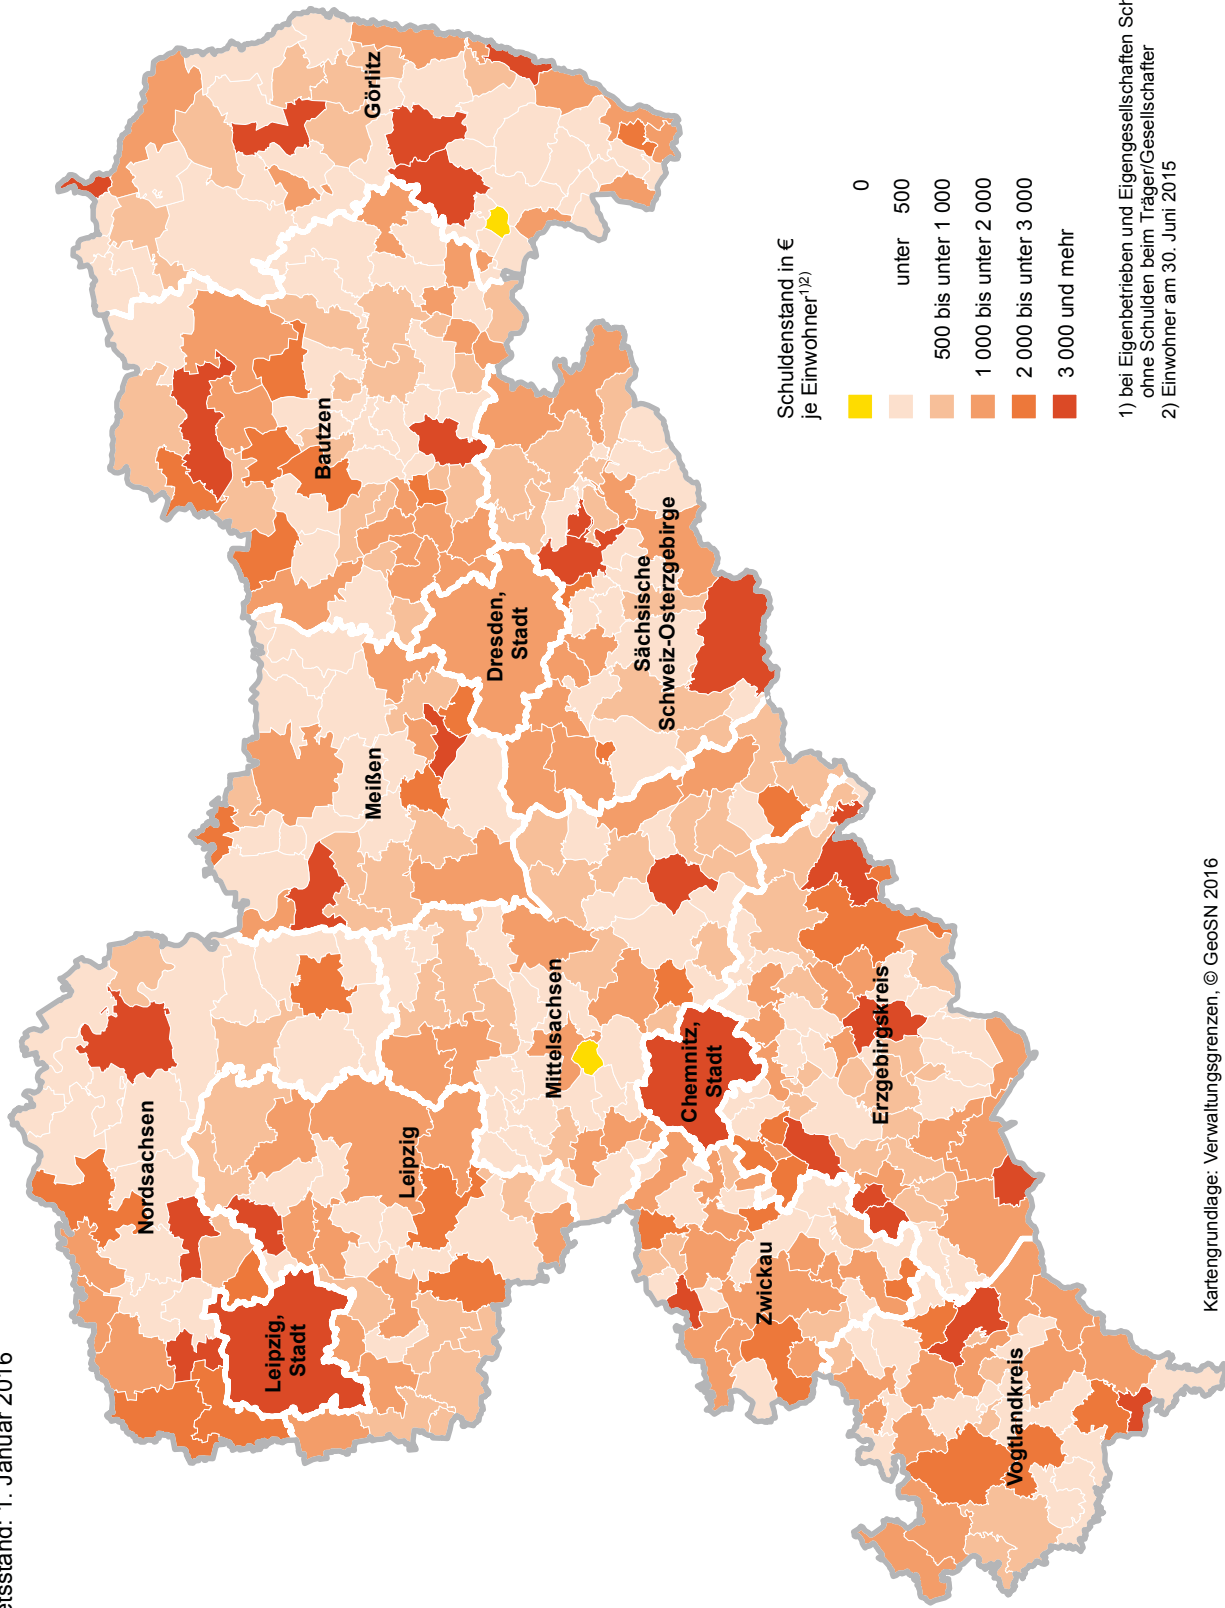 1. Januar 2016
Görlitz
Bautzen
Dresden,
Stadt
Sächsische
Schweiz-Osterzgebirge
Meißen
Nordsachsen
Leipzig
Leipzig,
Stadt
Mittelsachsen
Chemnitz,
Stadt
Erzgebirgskreis
Zwickau
Vogtlandkreis
Schuldenstand in €
je Einwohner1)2)
0
unter 500
500 bis unter 1 000
1 000 bis unter 2 000
2 000 bis unter 3 000
3 000 und mehr
1) bei Eigenbetrieben und Eigengesellschaften
ohne Schulden beim Träger/Gesellschafter
2) Einwohner am 30. Juni 2015
Kartengrundlage: Verwaltungsgrenzen, © GeoSN 2016